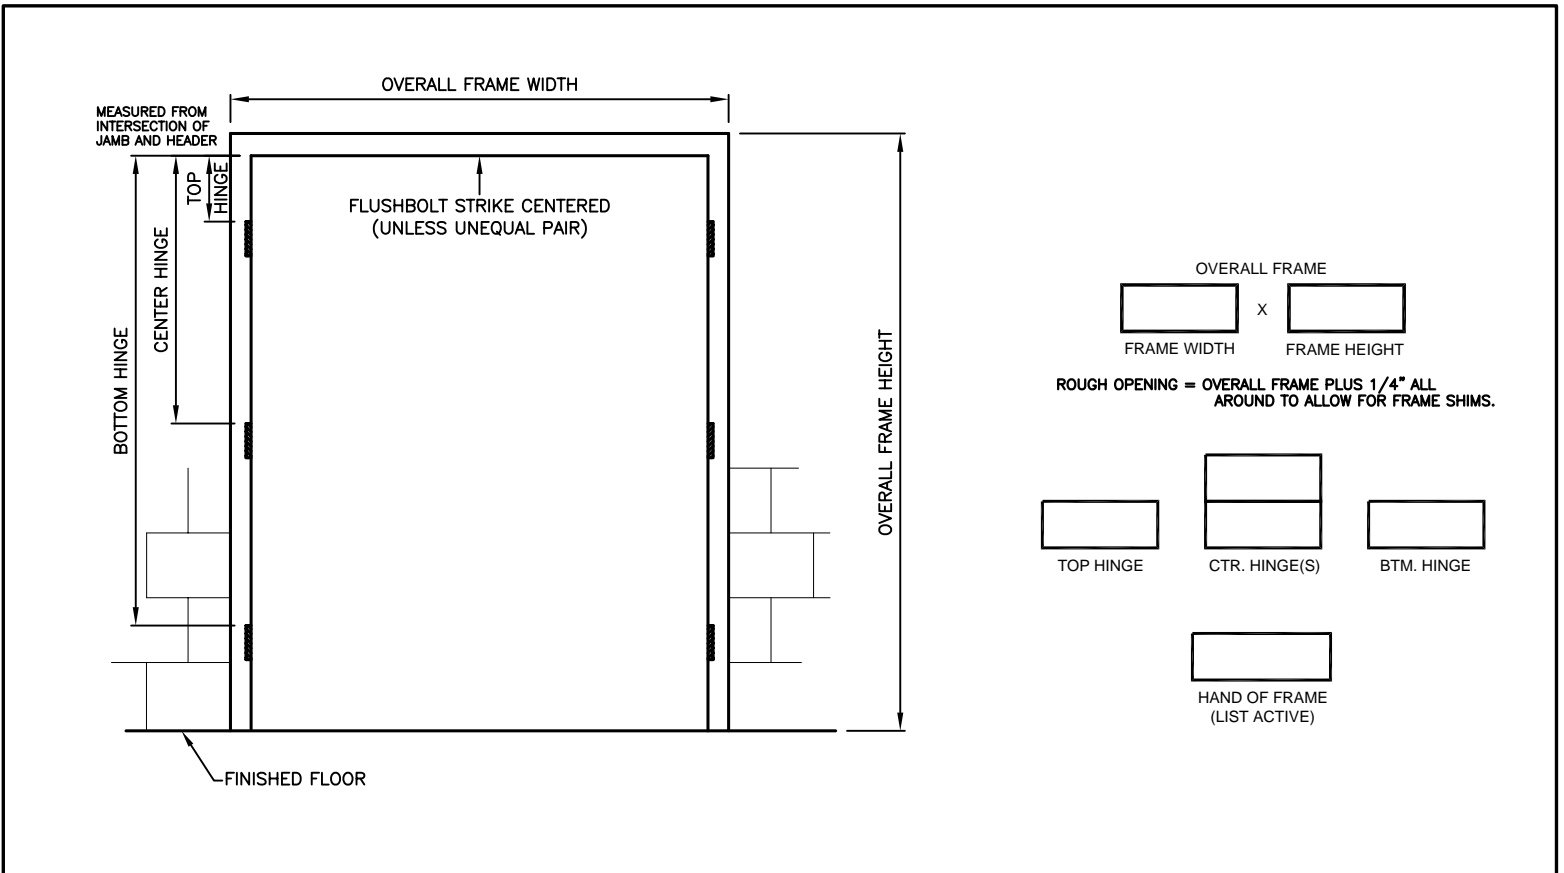 OVERALL FRAME WIDTH
MEASURED FROM
INTERSECTION OF
JAMB AND HEADER
TOP
HINGE
CENTER HINGE
BOTTOM HINGE
FLUSHBOLT STRIKE CENTERED
(UNLESS UNEQUAL PAIR)
OVERALL FRAME HEIGHT
FINISHED FLOOR
OVERALL FRAME
X
FRAME WIDTH
FRAME HEIGHT
ROUGH OPENING = OVERALL FRAME PLUS 1/4" ALL
AROUND TO ALLOW FOR FRAME SHIMS.
TOP HINGE
CTR. HINGE(S)
BTM. HINGE
HAND OF FRAME
(LIST ACTIVE)